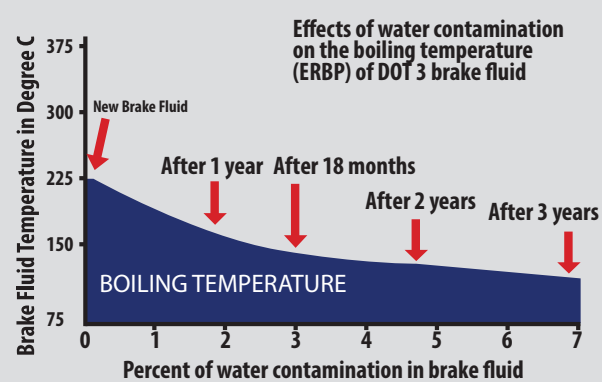 Effects of water contamination
on the boiling temperature
(ERBP) of DOT 3 brake fluid
Brake Fluid Temperature in Degree C
375
300
225
150
75
New Brake Fluid
After 1 year
After 18 months
After 2 years
After 3 years
BOILING TEMPERATURE
0 1 2 3 4 5 6 7
Percent of water contamination in brake fluid